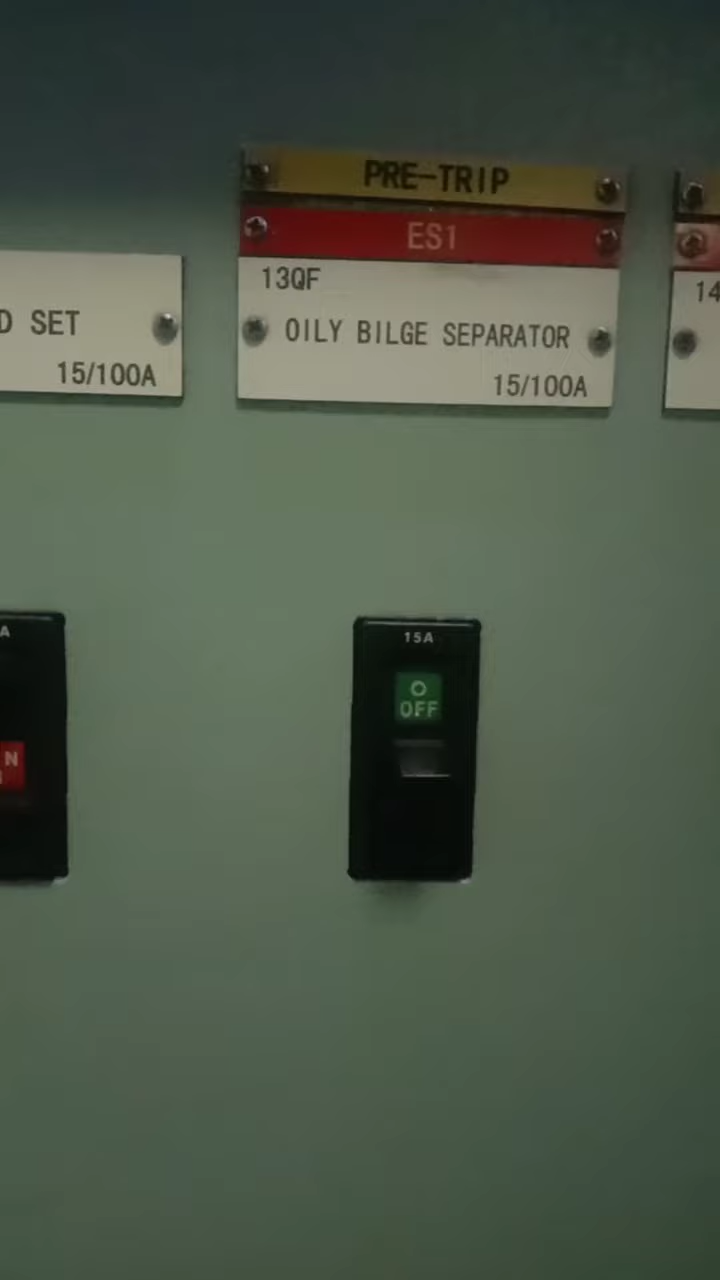 PRE-TRIP
ES1
13QF
OILY BILGE SEPARATOR
15/100A
D SET
15/100A
14
A
N
15A
O
OFF